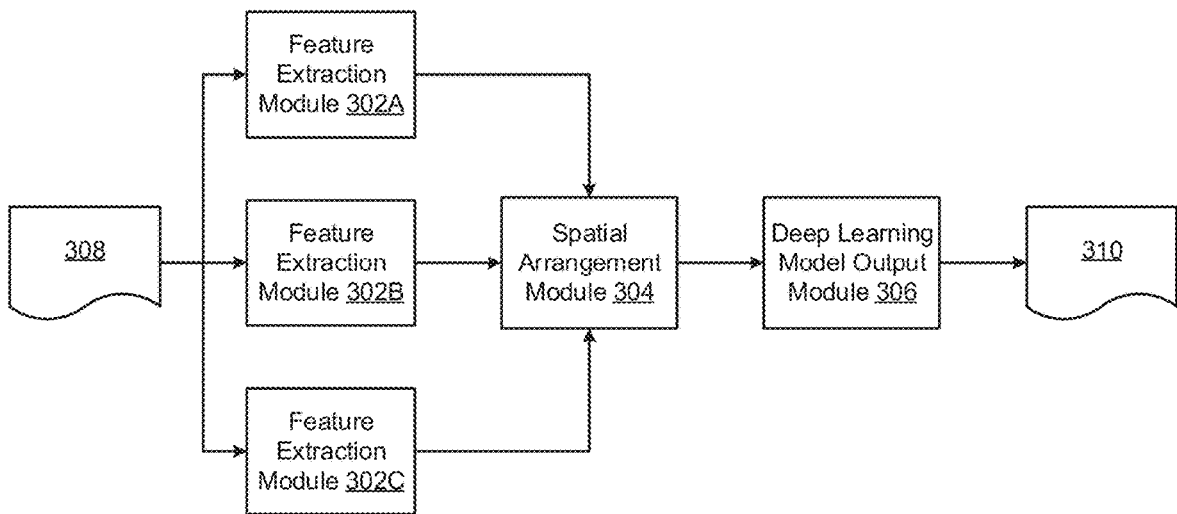 308
Feature
Extraction
Module 302A
Feature
Extraction
Module 302B
Feature
Extraction
Module 302C
Spatial
Arrangement
Module 304
Deep Learning
Model Output
Module 306
310